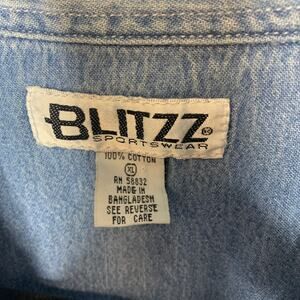 BLITZZ
SPORTSWEAR
100% COTTON
XL
RN 58832
MADE IN
BANGLADESH
SEE REVERSE
FOR CARE